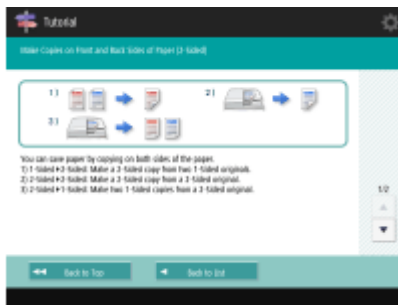 Tutorial
Make Copies on Front and Back Sides of Paper (2-Sided)
1)
2)
3)
You can save paper by copying on both sides of the paper.
1) 1-Sided►2-Sided: Make a 2-Sided copy from two 1-Sided originals.
2) 2-Sided►2-Sided: Make a 2-Sided copy from a 2-Sided original.
3) 2-Sided►1-Sided: Make two 1-Sided copies from a 2-Sided original.
1/2
Back to Top
Back to List